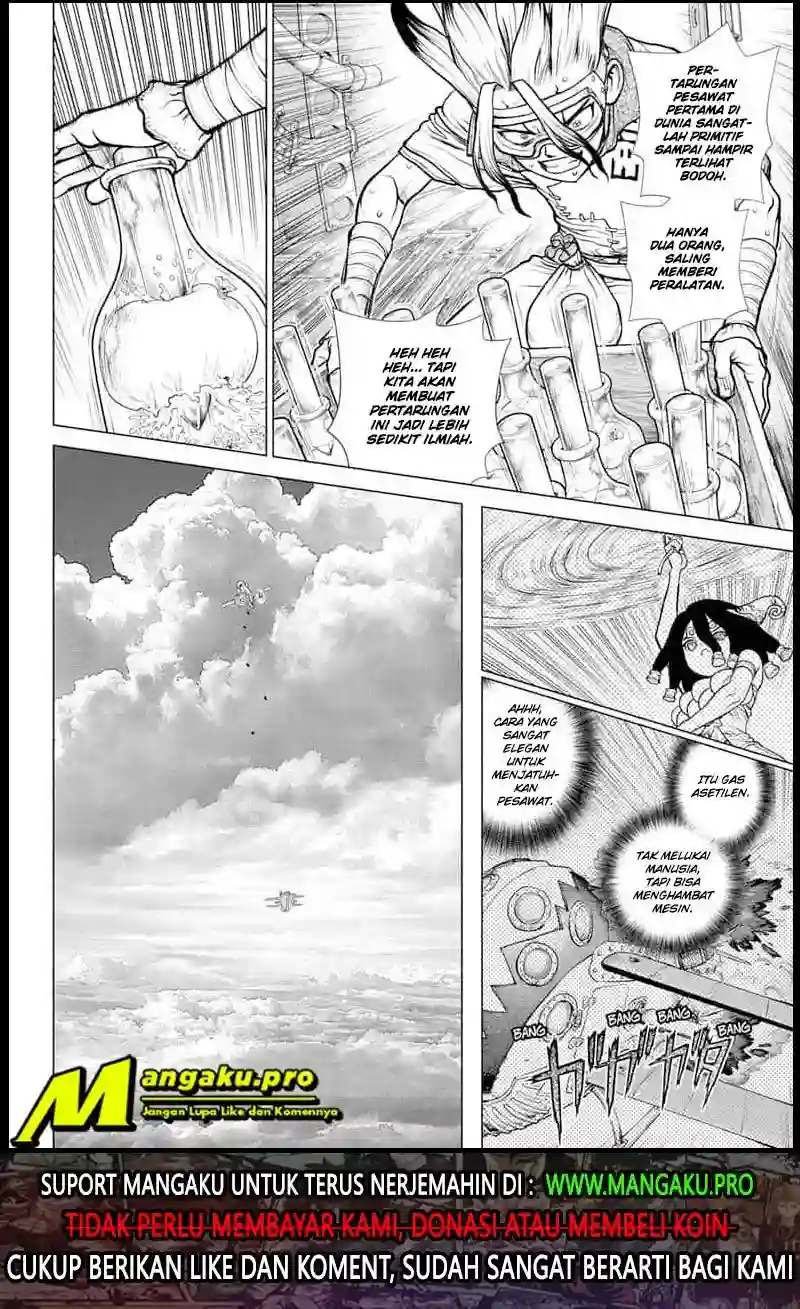 PER-
TARUNGAN
PESAWAT
PERTAMA DI
DUNIA SANGAT-
LAH PRIMITIF
SAMPAI HAMPIR
TERLIHAT
BODOH.
HANYA
DUA ORANG,
SALING
MEMBERI
PERALATAN.
HEH HEH
HEH... TAPI
KITA AKAN
MEMBUAT
PERTARUNGAN
INI JADI LEBIH
SEDIKIT ILMIAH.
ITU GAS
ASETILEN.
TAK MELUKAI
MANUSIA,
TAPI BISA
MENGHAMBAT
MESIN.
AHHH,
CARA YANG
SANGAT
ELEGAN
UNTUK
MENJATUH-
KAN
PESAWAT.
BANG BANG BANG BANG
ガガガガ
Mangaku.pro
Jangan Lupa Like dan Komennya
SUPORT MANGAKU UNTUK TERUS NERJEMAHIN DI : WWW.MANGAKU.PRO
TIDAK PERLU MEMBAYAR KAMI, DONASI ATAU MEMBELI KOIN
CUKUP BERIKAN LIKE DAN KOMENT, SUDAH SANGAT BERARTI BAGI KAMI